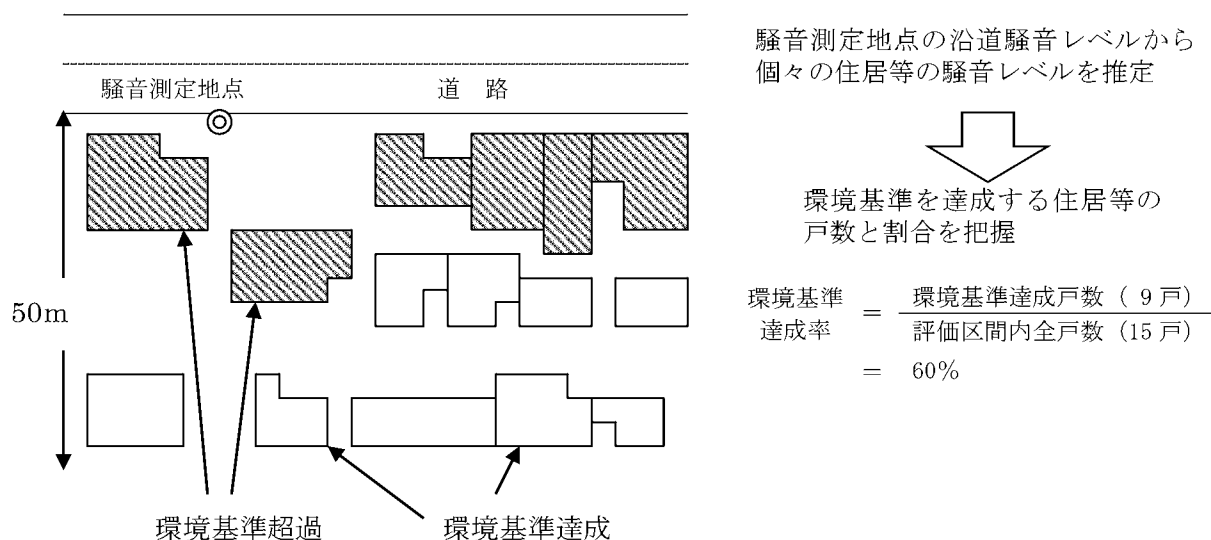 騒音測定地点
道 路
50m
環境基準超過
環境基準達成
騒音測定地点の沿道騒音レベルから
個々の住居等の騒音レベルを推定
環境基準を達成する住居等の
戸数と割合を把握
環境基準
達成率
= 環境基準達成戸数 ( 9 戸)
評価区間内全戸数 (15 戸)
= 60%